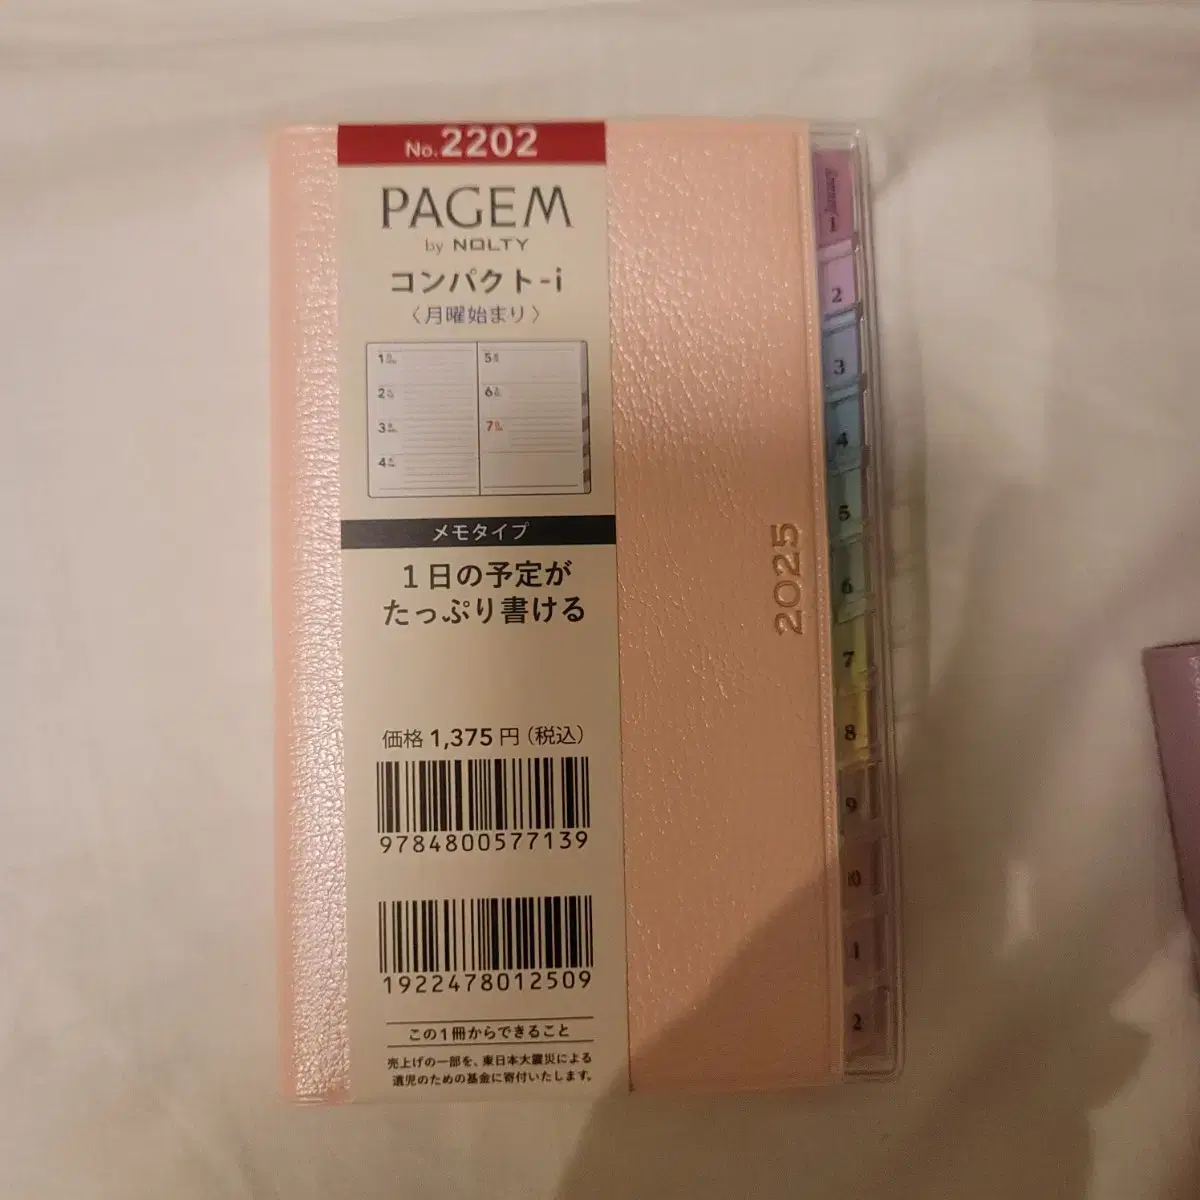 No.2202
PAGEM
by NOLTY
コンパクト-i
〈月曜始まり〉
1
2
3
4
5
6
7
メモタイプ
1日の予定が
たっぷり書ける
価格 1,375 円（税込）
9784800577139
1922478012509
この1冊からできること
売上げの一部を、東日本大震災による
遺児のための基金に寄付いたします。
2025
January
1
2
3
4
5
6
7
8
9
10
1
2